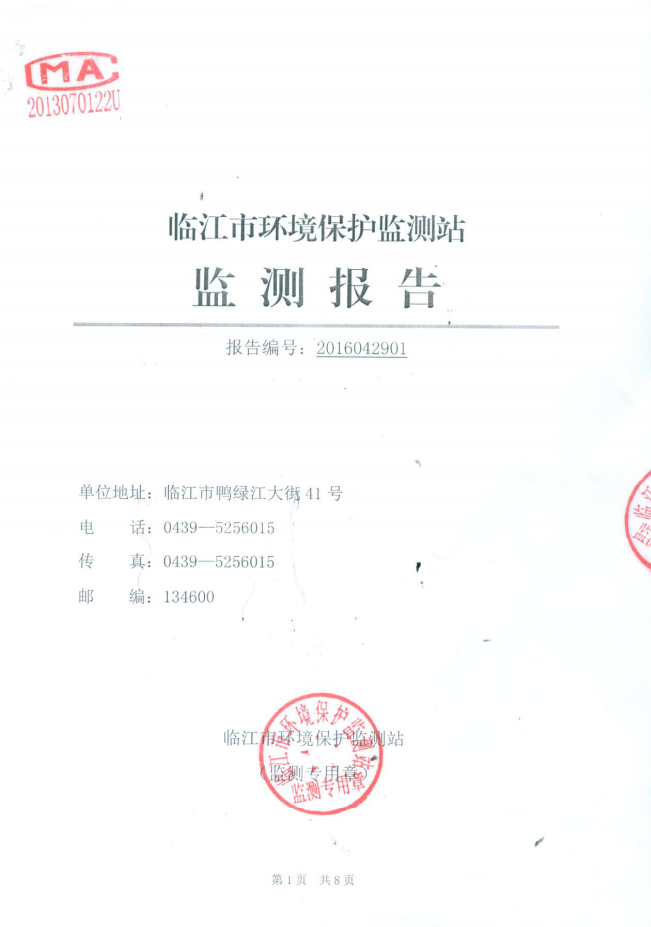 CMA
2013070122U
临江市环境保护监测站
监测报告
报告编号：2016042901
单位地址：临江市鸭绿江大街 41 号
电 话：0439—5256015
传 真：0439—5256015
邮 编：134600
临江市环境保护监测站
（监测专用章）
临江市环境保护监测站
监测专用章
第 1 页 共 8 页